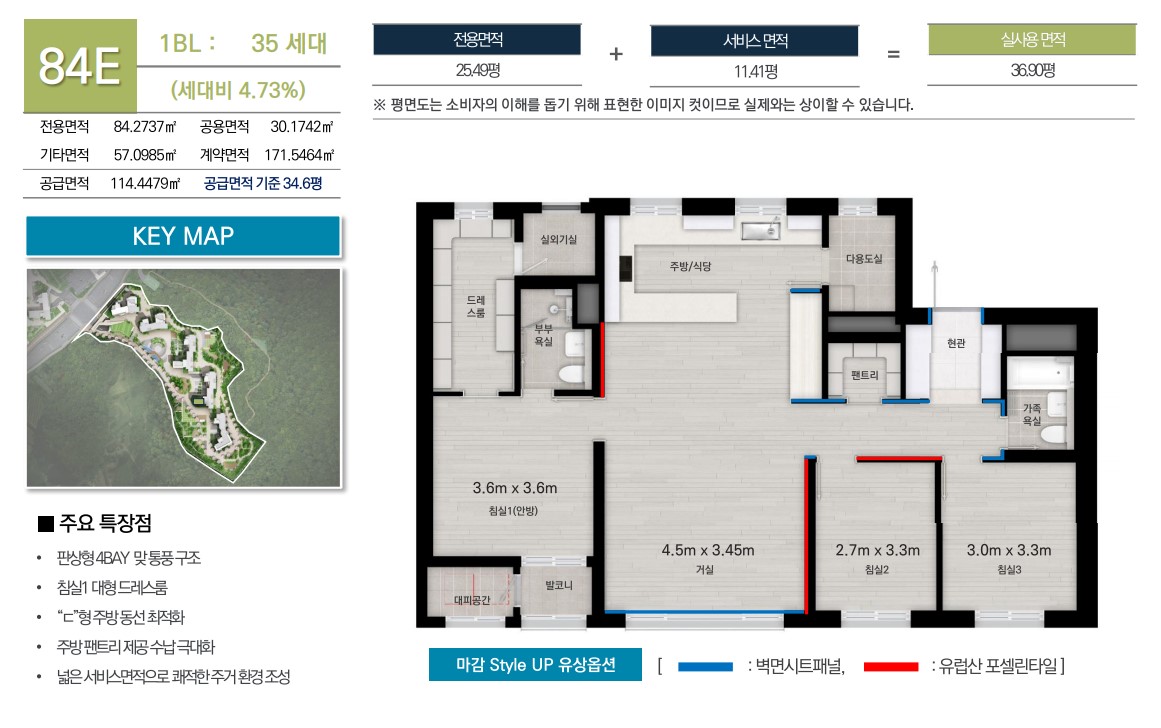 84E
1BL : 35 세대
(세대비 4.73%)
전용면적 84.2737㎡ 공용면적 30.1742㎡
기타면적 57.0985㎡ 계약면적 171.5464㎡
공급면적 114.4479㎡ 공급면적 기준 34.6평
전용면적 + 서비스 면적 = 실사용 면적
25.49평 11.41평 36.90평
※ 평면도는 소비자의 이해를 돕기 위해 표현한 이미지 컷이므로 실제와는 상이할 수 있습니다.
KEY MAP
■ 주요 특장점
• 판상형 4BAY 맞 통풍 구조
• 침실1 대형 드레스룸
• “ㄷ”형 주방 동선 최적화
• 주방 팬트리 제공 수납 극대화
• 넓은 서비스면적으로 쾌적한 주거 환경 조성
실외기실
주방/식당
다용도실
드레
스룸
부부
욕실
현관
팬트리
가족
욕실
3.6m x 3.6m
침실1(안방)
4.5m x 3.45m
거실
2.7m x 3.3m
침실2
3.0m x 3.3m
침실3
대피공간
발코니
마감 Style UP 유상옵션 [ : 벽면시트패널, : 유럽산 포셀린타일 ]